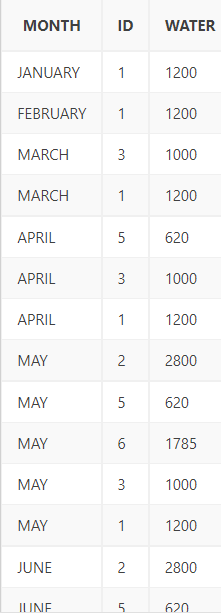 MONTH ID WATER
JANUARY 1 1200
FEBRUARY 1 1200
MARCH 3 1000
MARCH 1 1200
APRIL 5 620
APRIL 3 1000
APRIL 1 1200
MAY 2 2800
MAY 5 620
MAY 6 1785
MAY 3 1000
MAY 1 1200
JUNE 2 2800
JUNE 5 620